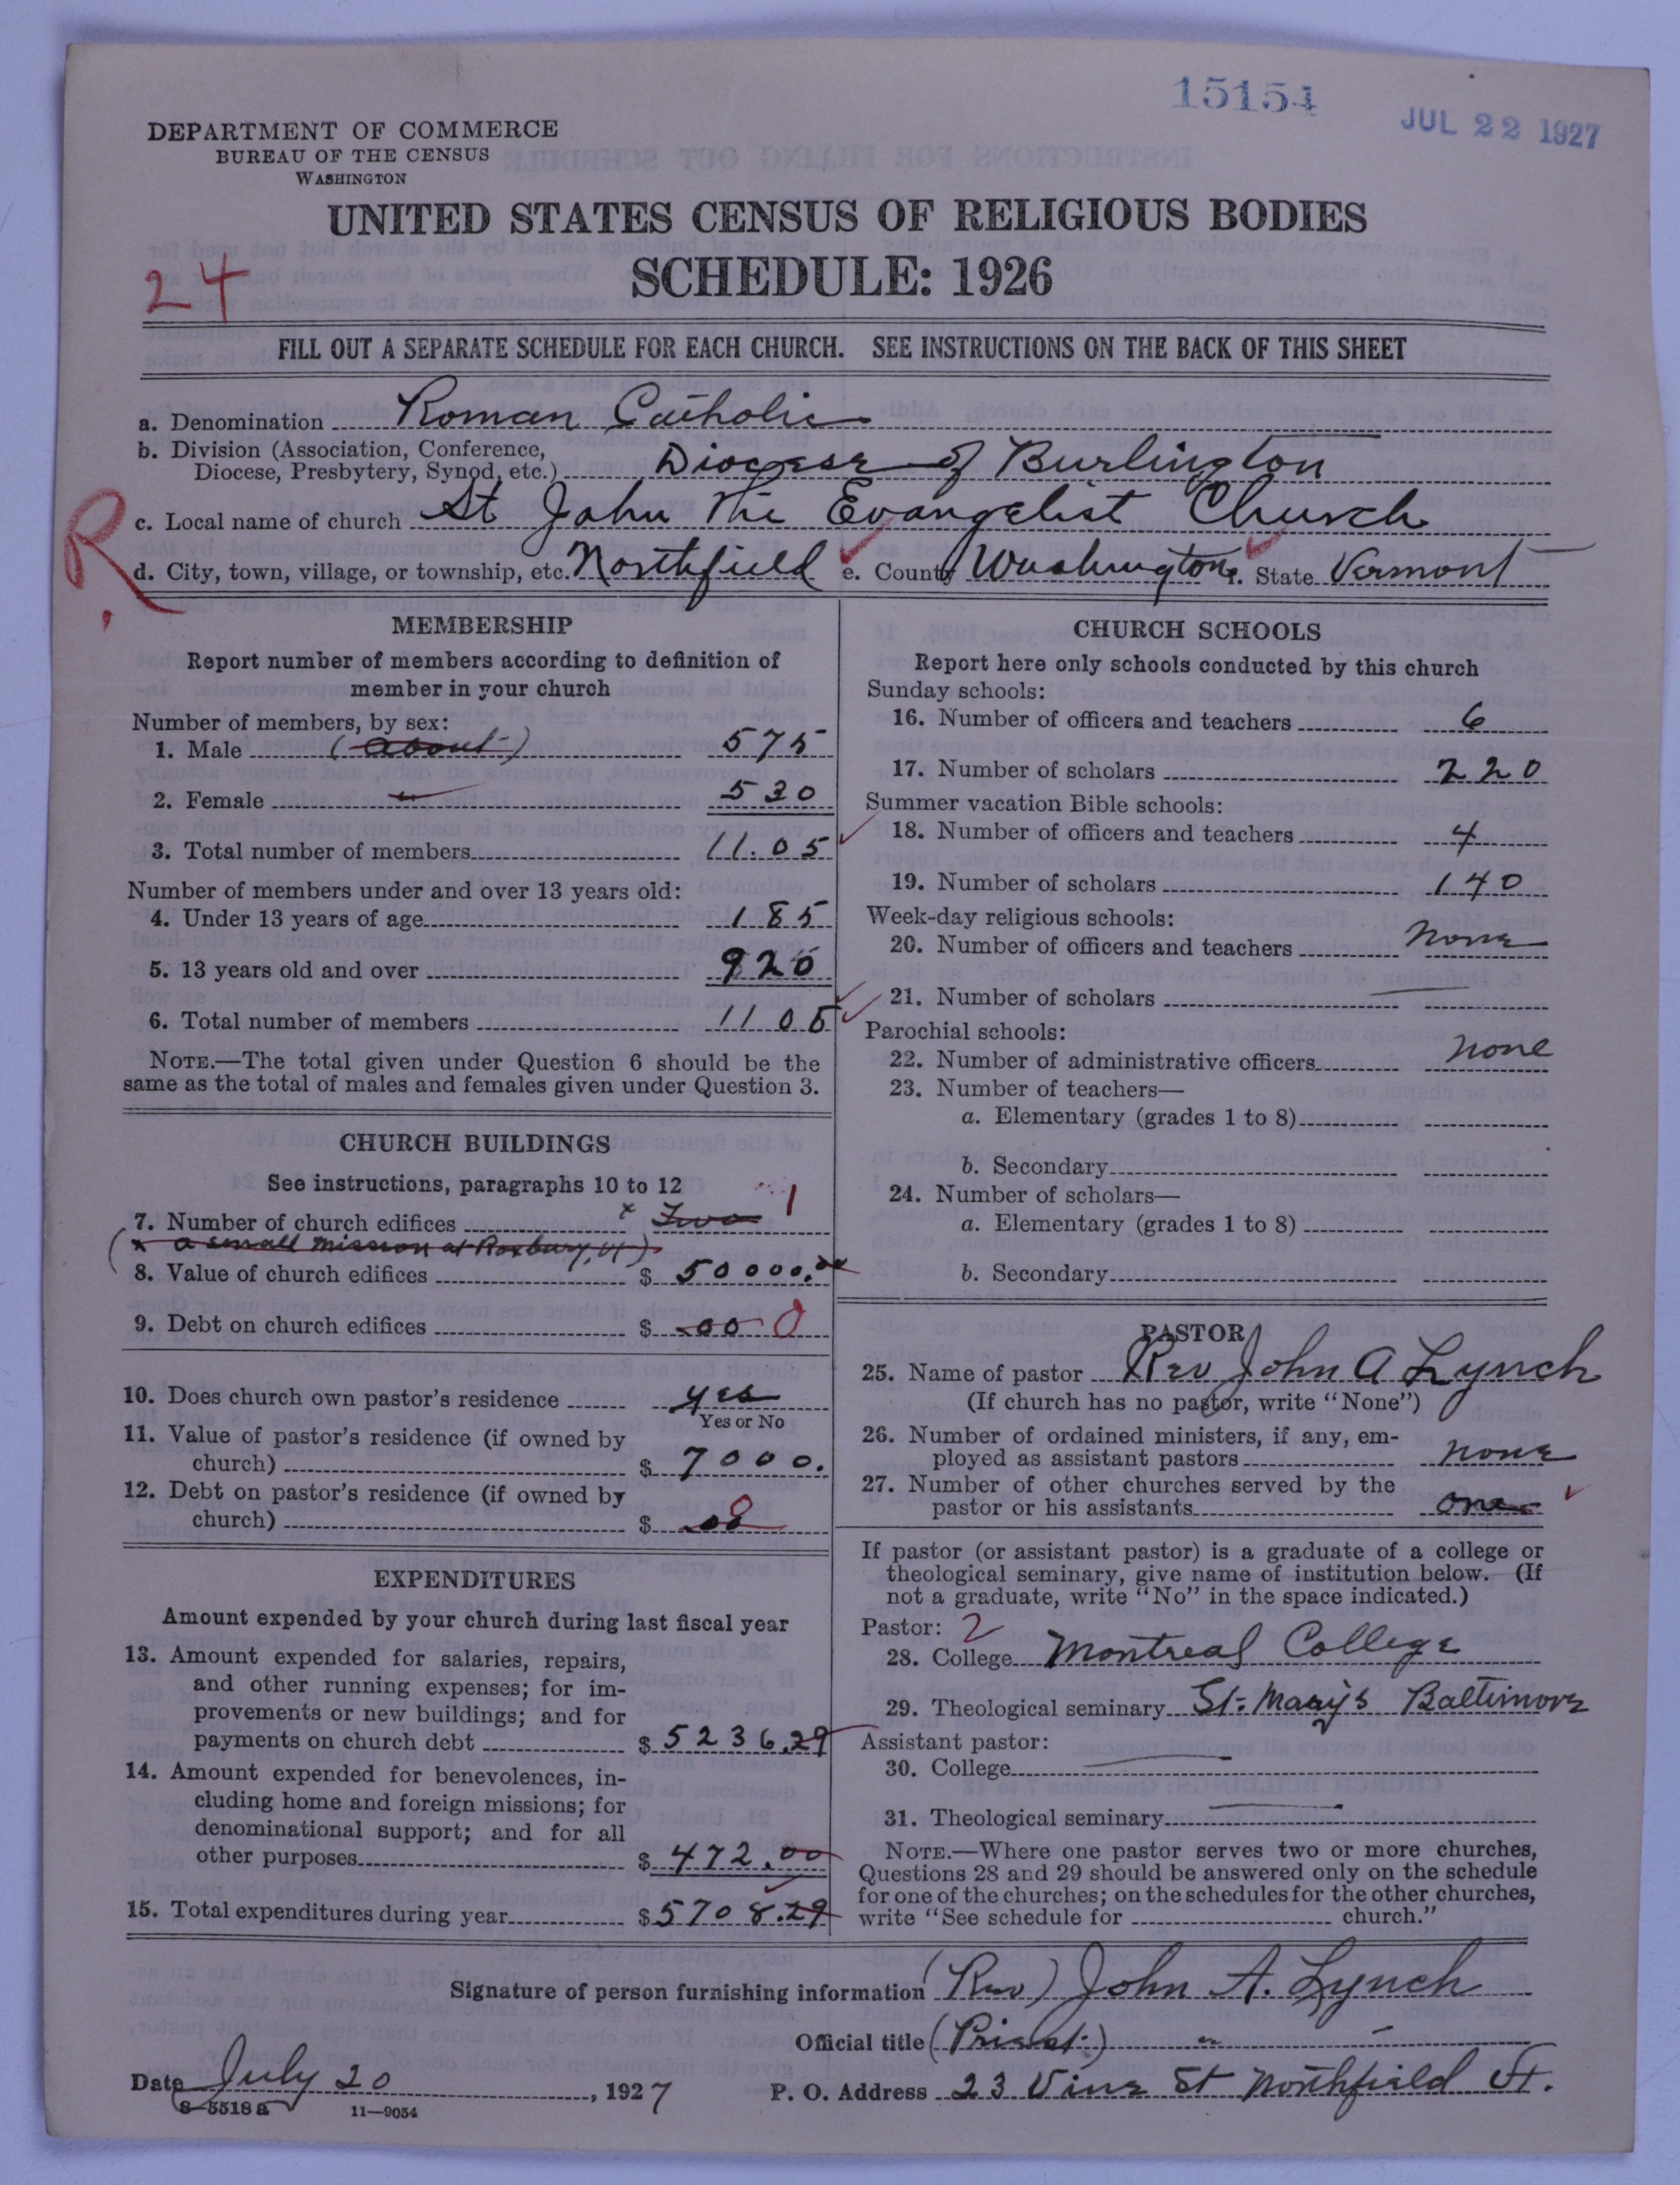 15154
JUL 22 1927
DEPARTMENT OF COMMERCE
BUREAU OF THE CENSUS
WASHINGTON
UNITED STATES CENSUS OF RELIGIOUS BODIES
SCHEDULE: 1926
24
FILL OUT A SEPARATE SCHEDULE FOR EACH CHURCH. SEE INSTRUCTIONS ON THE BACK OF THIS SHEET
a. Denomination Roman Catholic
b. Division (Association, Conference,
Diocese, Presbytery, Synod, etc.) Diocese of Burlington
R.
c. Local name of church St John The Evangelist Church
d. City, town, village, or township, etc. Northfield e. County Washington f. State Vermont
MEMBERSHIP
Report number of members according to definition of
member in your church
Number of members, by sex:
1. Male (about) 575
2. Female 530
3. Total number of members 11.05
Number of members under and over 13 years old:
4. Under 13 years of age 185
5. 13 years old and over 920
6. Total number of members 1105
NOTE.—The total given under Question 6 should be the
same as the total of males and females given under Question 3.
CHURCH BUILDINGS
See instructions, paragraphs 10 to 12
7. Number of church edifices x Two 1
(x a small mission at Roxbury, Vt)
8. Value of church edifices $ 50000.00
9. Debt on church edifices $ 00 0
10. Does church own pastor's residence yes
Yes or No
11. Value of pastor's residence (if owned by
church) $ 7000.
12. Debt on pastor's residence (if owned by
church) $ 00
EXPENDITURES
Amount expended by your church during last fiscal year
13. Amount expended for salaries, repairs,
and other running expenses; for im-
provements or new buildings; and for
payments on church debt $ 5236.29
14. Amount expended for benevolences, in-
cluding home and foreign missions; for
denominational support; and for all
other purposes $ 472.00
15. Total expenditures during year $ 5708.29
CHURCH SCHOOLS
Report here only schools conducted by this church
Sunday schools:
16. Number of officers and teachers 6
17. Number of scholars 220
Summer vacation Bible schools:
18. Number of officers and teachers 4
19. Number of scholars 140
Week-day religious schools:
20. Number of officers and teachers none
21. Number of scholars
Parochial schools:
22. Number of administrative officers none
23. Number of teachers—
a. Elementary (grades 1 to 8)
b. Secondary
24. Number of scholars—
a. Elementary (grades 1 to 8)
b. Secondary
PASTOR
25. Name of pastor Rev John A Lynch
(If church has no pastor, write "None")
26. Number of ordained ministers, if any, em-
ployed as assistant pastors none
27. Number of other churches served by the
pastor or his assistants one
If pastor (or assistant pastor) is a graduate of a college or
theological seminary, give name of institution below. (If
not a graduate, write "No" in the space indicated.)
Pastor: 2
28. College Montreal College
29. Theological seminary St. Mary's Baltimore
Assistant pastor:
30. College
31. Theological seminary
NOTE.—Where one pastor serves two or more churches,
Questions 28 and 29 should be answered only on the schedule
for one of the churches; on the schedules for the other churches,
write "See schedule for church."
Signature of person furnishing information (Rev) John A. Lynch
Official title (Priest)
Date July 20, 1927 P. O. Address 23 Vine St Northfield Vt.
8-5518a 11—9054